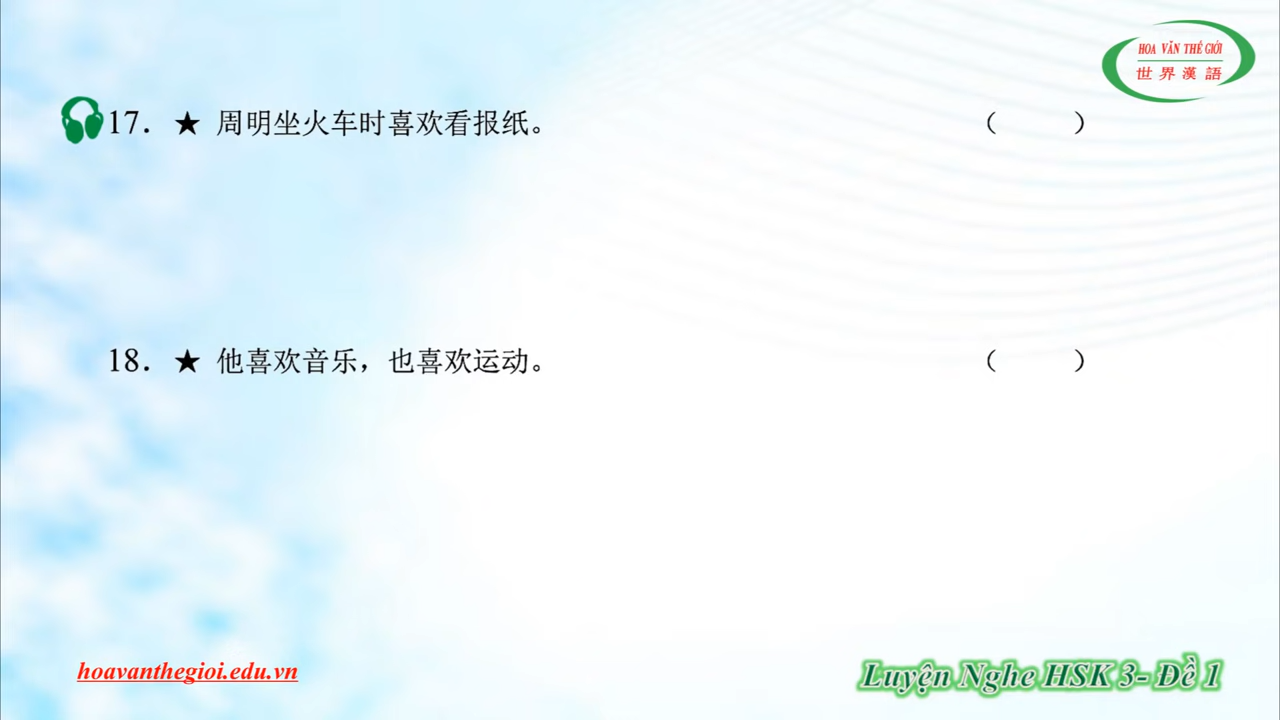 HOA VĂN THẾ GIỚI
世界漢語
17. ★ 周明坐火车时喜欢看报纸。 ( )
18. ★ 他喜欢音乐，也喜欢运动。 ( )
hoavanthegioi.edu.vn
Luyện Nghe HSK 3- Đề 1